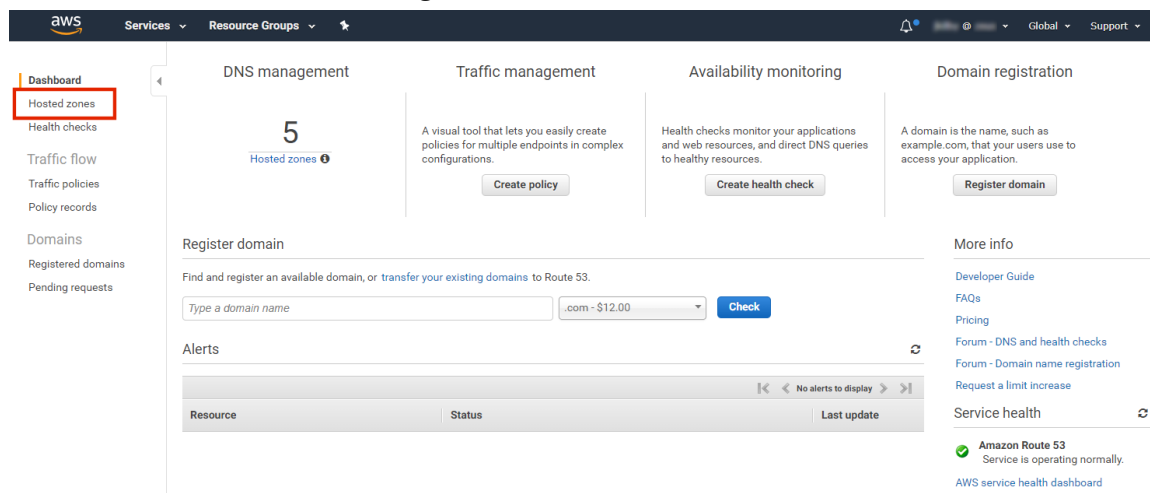 aws
Services
Resource Groups
@
Global
Support
Dashboard
Hosted zones
Health checks
Traffic flow
Traffic policies
Policy records
Domains
Registered domains
Pending requests
DNS management
5
Hosted zones
Traffic management
A visual tool that lets you easily create
policies for multiple endpoints in complex
configurations.
Create policy
Availability monitoring
Health checks monitor your applications
and web resources, and direct DNS queries
to healthy resources.
Create health check
Domain registration
A domain is the name, such as
example.com, that your users use to
access your application.
Register domain
Register domain
Find and register an available domain, or transfer your existing domains to Route 53.
Type a domain name
.com - $12.00
Check
Alerts
No alerts to display
Resource
Status
Last update
More info
Developer Guide
FAQs
Pricing
Forum - DNS and health checks
Forum - Domain name registration
Request a limit increase
Service health
Amazon Route 53
Service is operating normally.
AWS service health dashboard